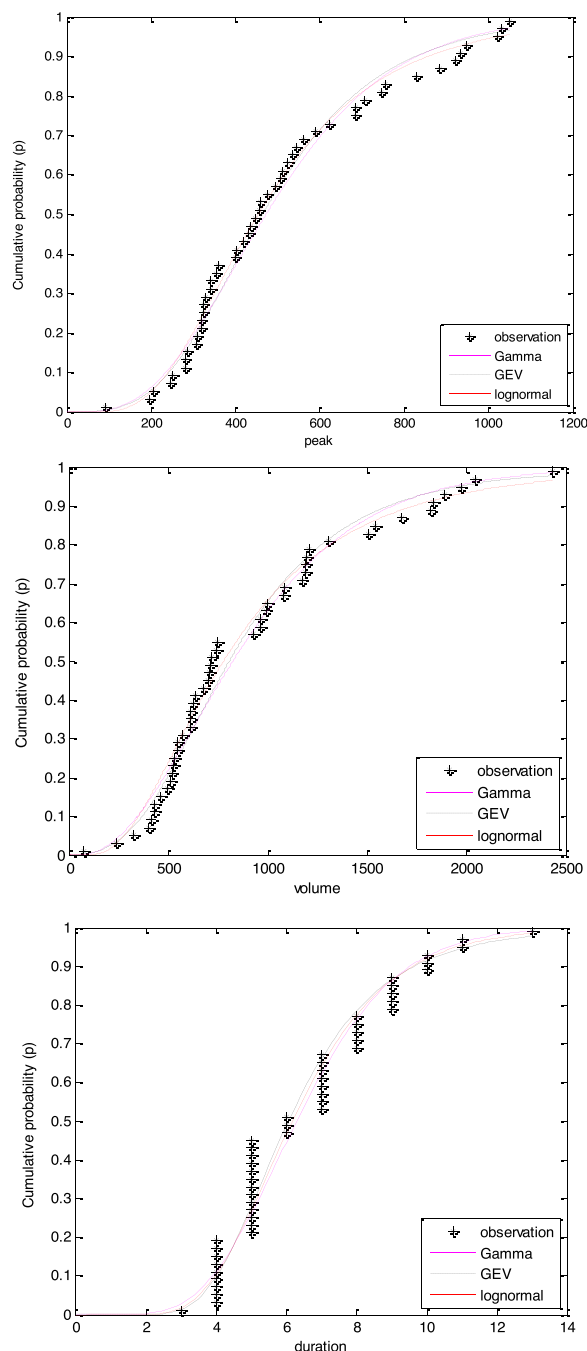 1
0.9
0.8
0.7
0.6
0.5
0.4
0.3
0.2
0.1
0
Cumulative probability (p)
observation
Gamma
GEV
lognormal
0 200 400 600 800 1000 1200
peak
1
0.9
0.8
0.7
0.6
0.5
0.4
0.3
0.2
0.1
0
Cumulative probability (p)
observation
Gamma
GEV
lognormal
0 500 1000 1500 2000 2500
volume
1
0.9
0.8
0.7
0.6
0.5
0.4
0.3
0.2
0.1
0
Cumulative probability (p)
observation
Gamma
GEV
lognormal
0 2 4 6 8 10 12 14
duration